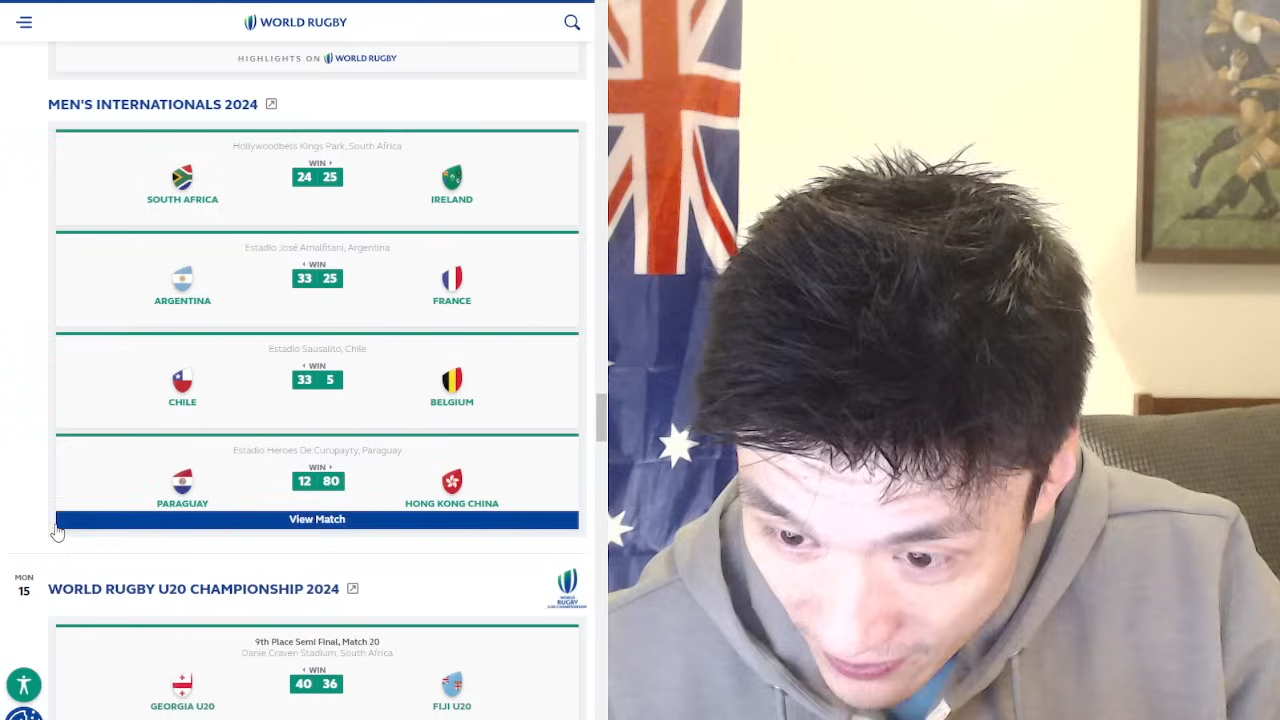 WORLD RUGBY
HIGHLIGHTS ON WORLD RUGBY
MEN'S INTERNATIONALS 2024
Hollywoodbets Kings Park, South Africa
WIN
24 25
SOUTH AFRICA IRELAND
Estadio José Amalfitani, Argentina
WIN
33 25
ARGENTINA FRANCE
Estadio Sausalito, Chile
WIN
33 5
CHILE BELGIUM
Estadio Heroes De Curupayty, Paraguay
WIN
12 80
PARAGUAY HONG KONG CHINA
View Match
MON
15
WORLD RUGBY U20 CHAMPIONSHIP 2024
WORLD
RUGBY
9th Place Semi Final, Match 20
Danie Craven Stadium, South Africa
WIN
40 36
GEORGIA U20 FIJI U20